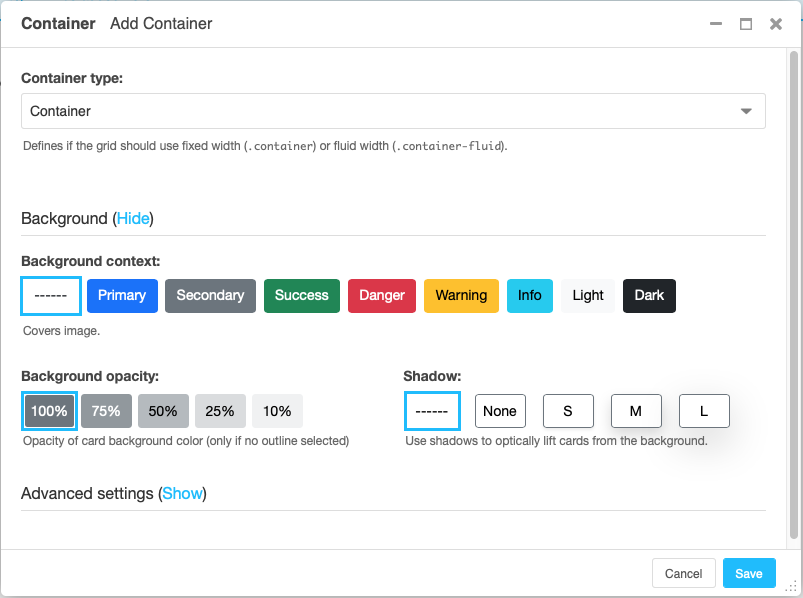 Container Add Container
Container type:
Container
Defines if the grid should use fixed width (.container) or fluid width (.container-fluid).
Background (Hide)
Background context:
------ Primary Secondary Success Danger Warning Info Light Dark
Covers image.
Background opacity:
100% 75% 50% 25% 10%
Opacity of card background color (only if no outline selected)
Shadow:
------ None S M L
Use shadows to optically lift cards from the background.
Advanced settings (Show)
Cancel Save